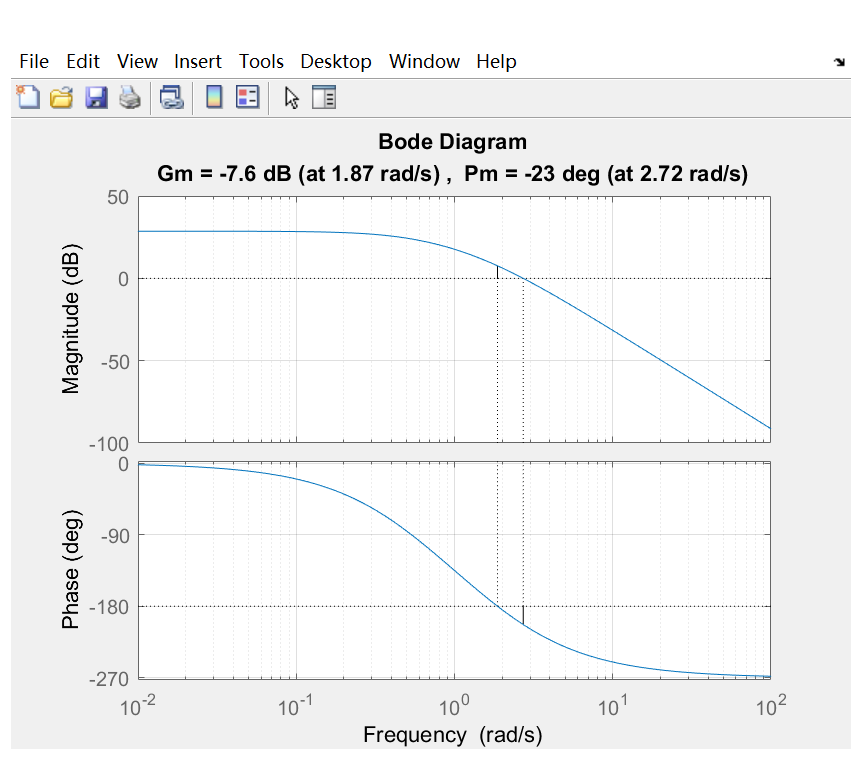 File Edit View Insert Tools Desktop Window Help
Bode Diagram
Gm = -7.6 dB (at 1.87 rad/s) , Pm = -23 deg (at 2.72 rad/s)
50
0
-50
-100
Magnitude (dB)
0
-90
-180
-270
Phase (deg)
10-2 10-1 100 101 102
Frequency (rad/s)